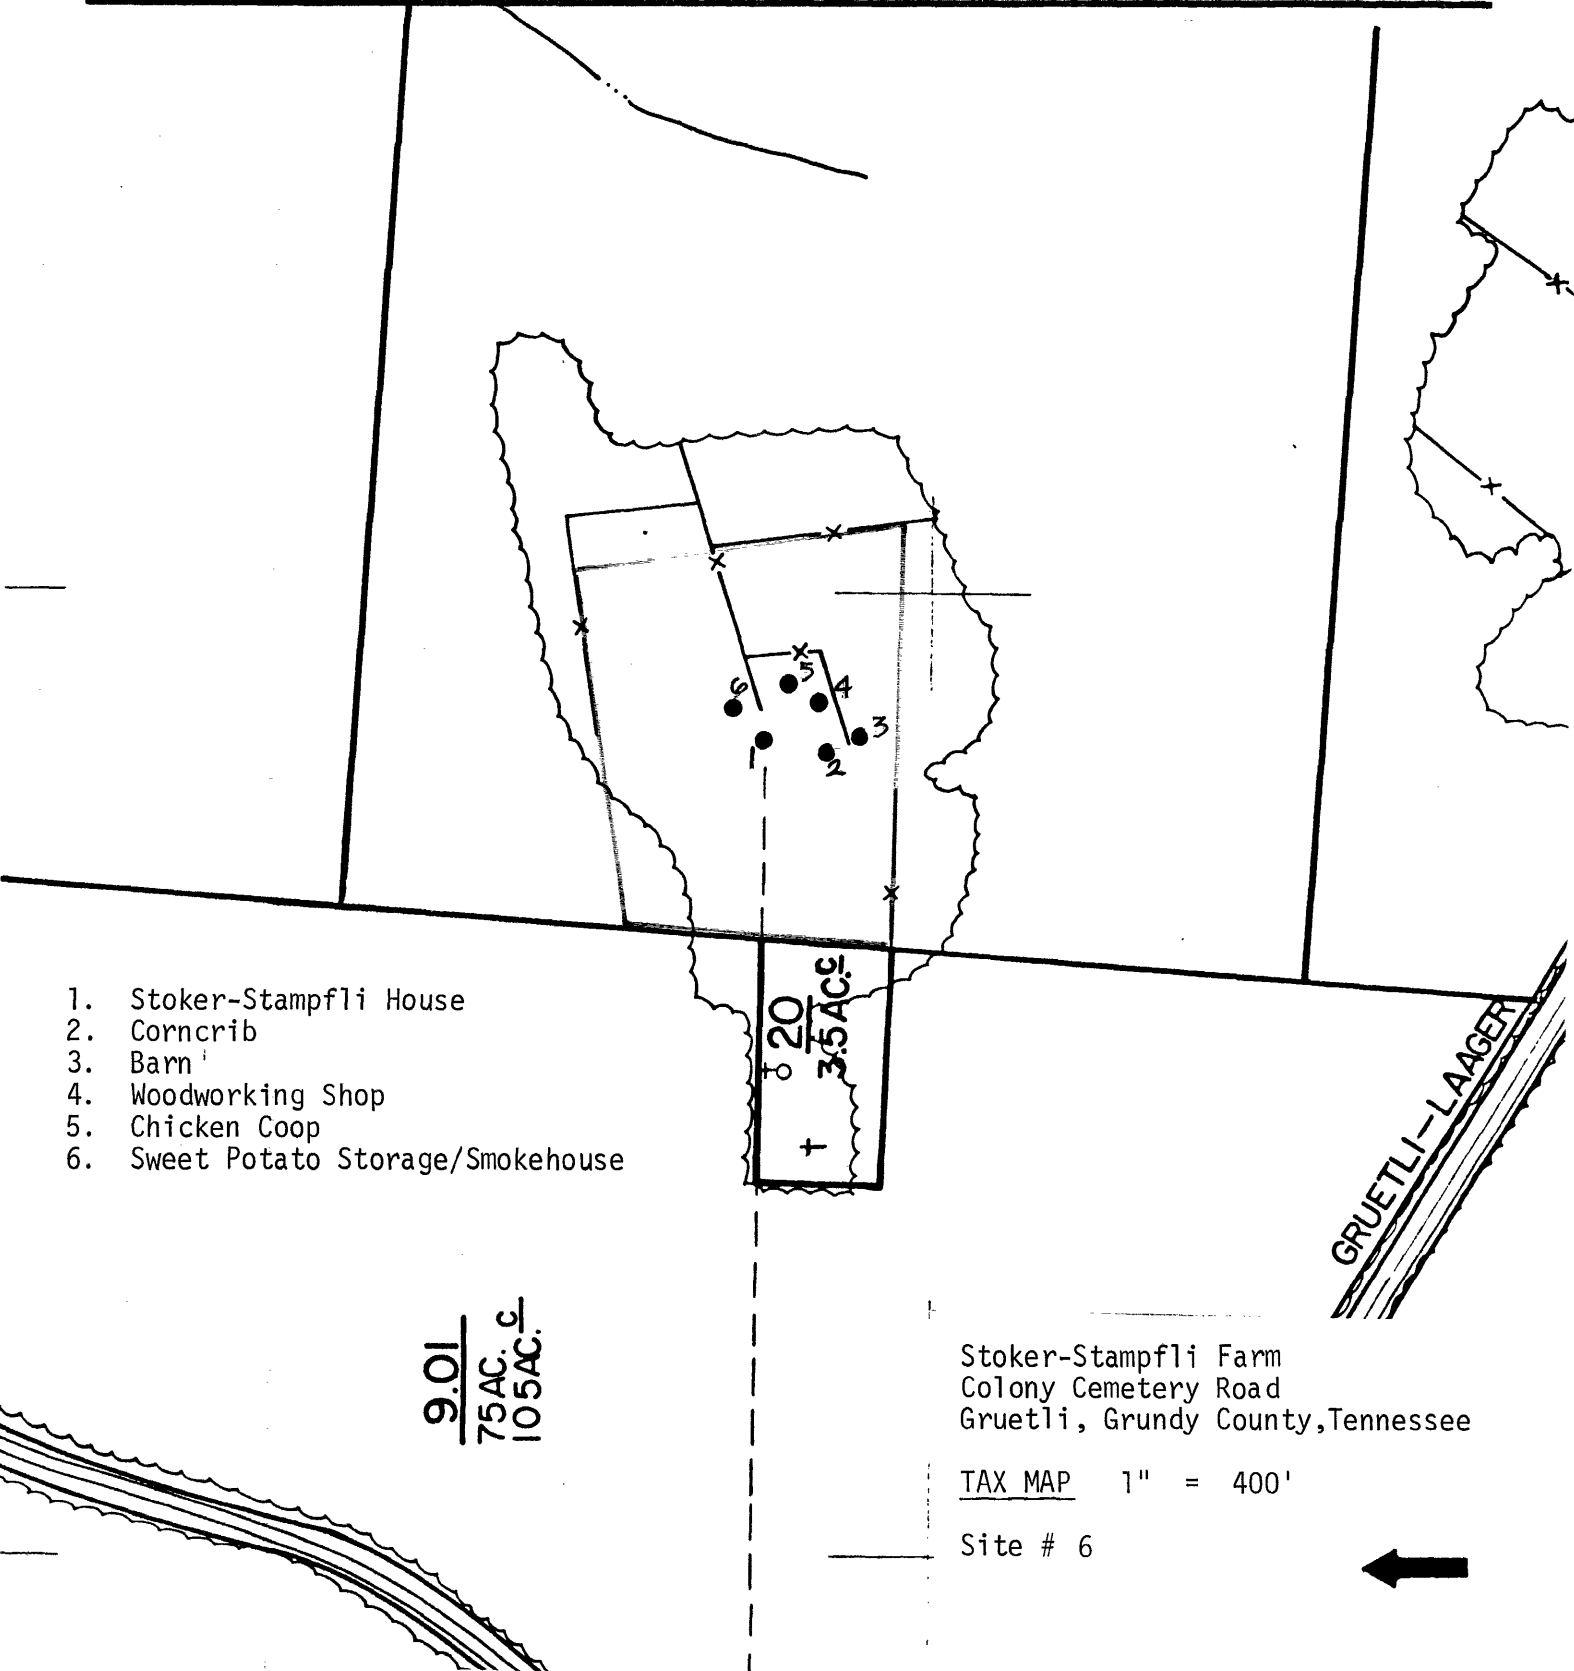 6
5
4
3
1
2
20
3.5AC.C
1. Stoker-Stampfli House
2. Corncrib
3. Barn
4. Woodworking Shop
5. Chicken Coop
6. Sweet Potato Storage/Smokehouse
GRUETLI-LAAGER
9.01
75AC.
105AC.C
Stoker-Stampfli Farm
Colony Cemetery Road
Gruetli, Grundy County,Tennessee
TAX MAP 1" = 400'
Site # 6